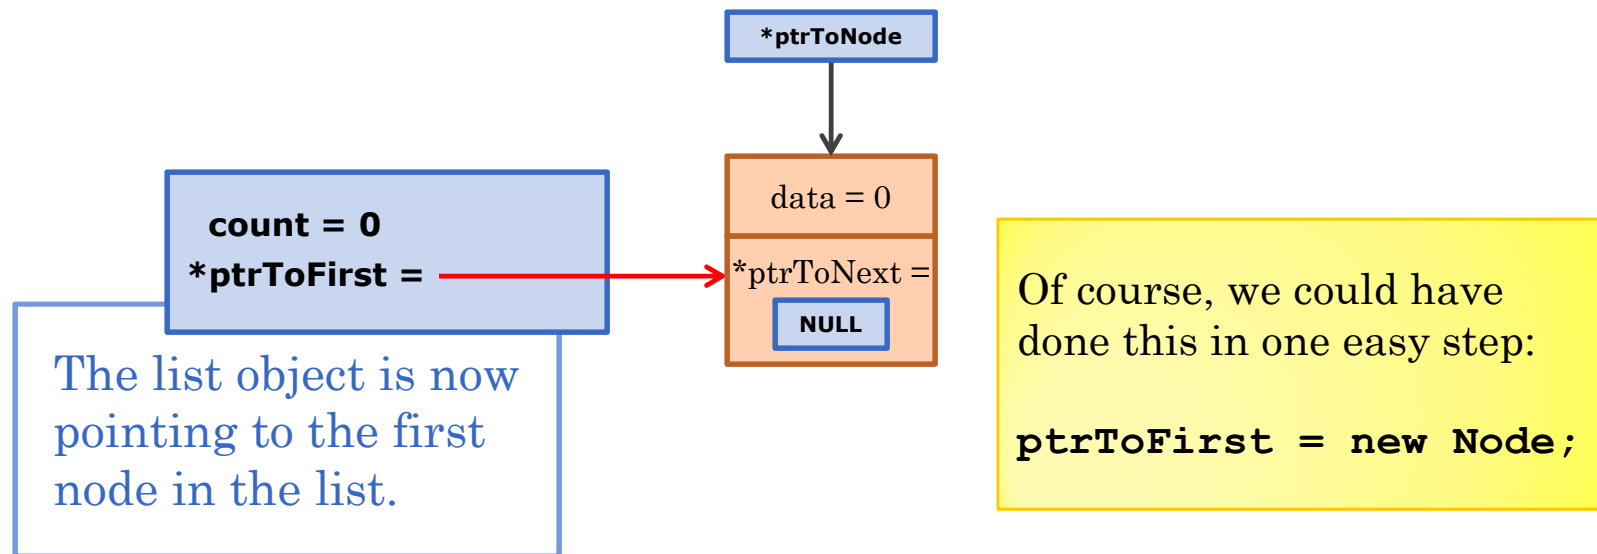 *ptrToNode
data = 0
*ptrToNext =
NULL
count = 0
*ptrToFirst =
The list object is now
pointing to the first
node in the list.
Of course, we could have
done this in one easy step:
ptrToFirst = new Node;